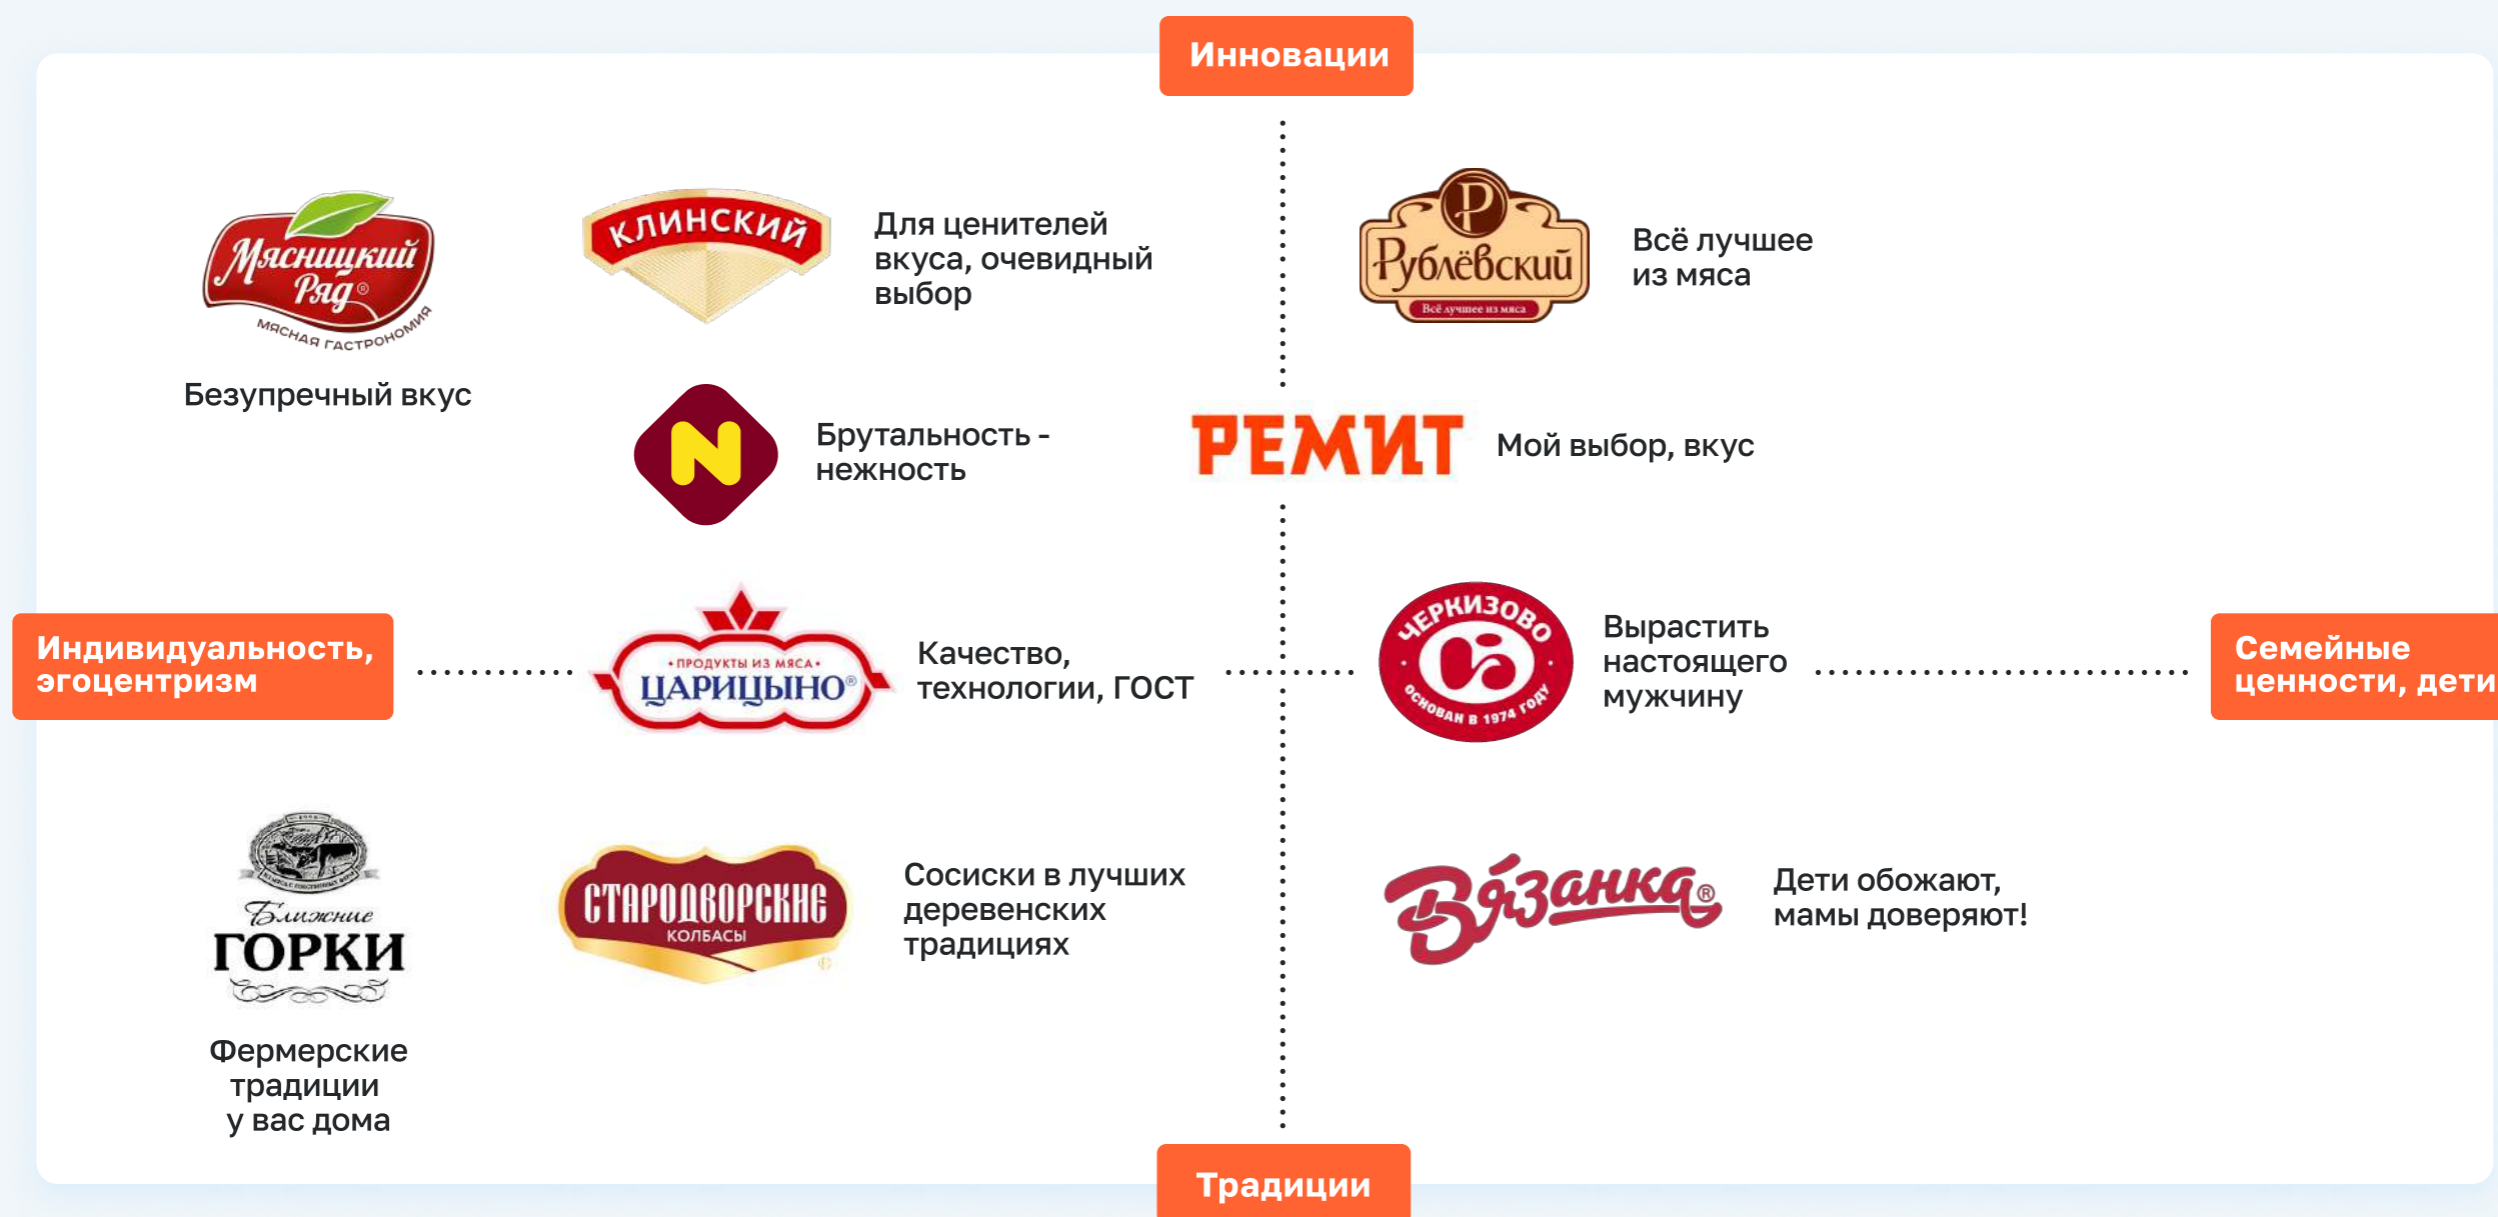 Инновации
Мясницкий
Ряд®
МЯСНАЯ ГАСТРОНОМИЯ
Безупречный вкус
КЛИНСКИЙ
Для ценителей
вкуса, очевидный
выбор
Р
Рублёвский
Всё лучшее из мяса
Всё лучшее
из мяса
N
Брутальность -
нежность
РЕМИТ
Мой выбор, вкус
Индивидуальность,
эгоцентризм
• ПРОДУКТЫ ИЗ МЯСА •
ЦАРИЦЫНО®
Качество,
технологии, ГОСТ
ЧЕРКИЗОВО
ОСНОВАН В 1974 ГОДУ
Вырастить
настоящего
мужчину
Семейные
ценности, дети
Ближние
ГОРКИ
Фермерские
традиции
у вас дома
СТАРОДВОРСКИЕ
КОЛБАСЫ
Сосиски в лучших
деревенских
традициях
Вязанка®
Дети обожают,
мамы доверяют!
Традиции